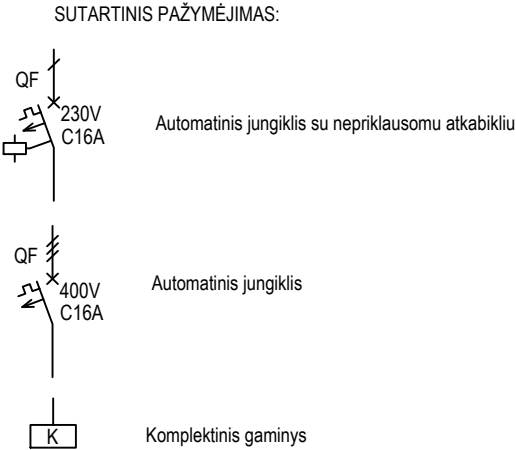 SUTARTINIS PAŽYMĖJIMAS:
QF
230V
C16A
Automatinis jungiklis su nepriklausomu atkabikliu
QF
400V
C16A
Automatinis jungiklis
K
Komplektinis gaminys